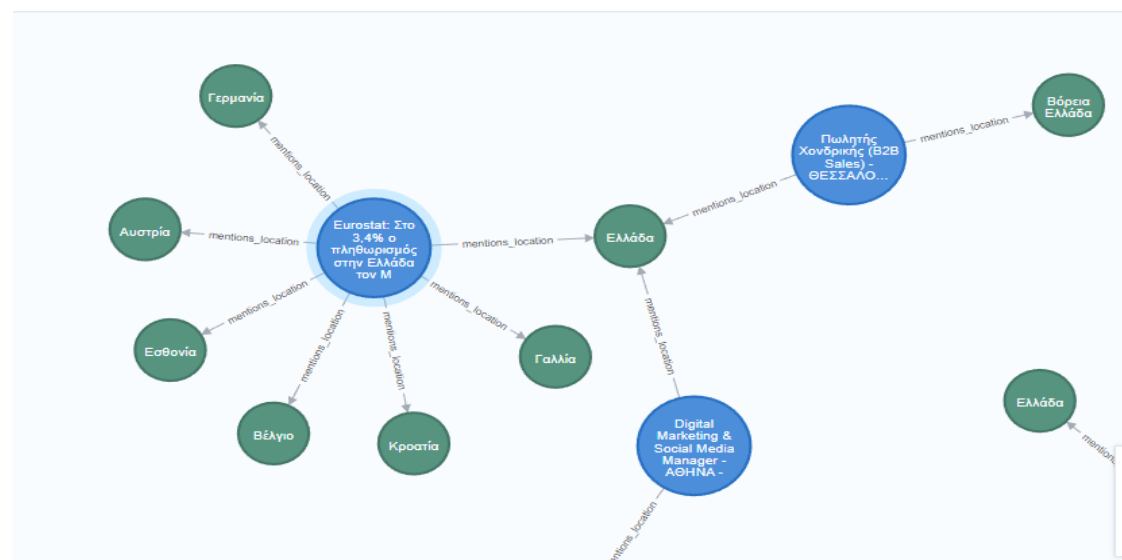 Γερμανία
mentions_location
Αυστρία
mentions_location
Eurostat: Στο
3,4% ο
πληθωρισμός
στην Ελλάδα
τον Μ
mentions_location
Ελλάδα
mentions_location
Πωλητής
Χονδρικής (B2B
Sales) -
ΘΕΣΣΑΛΟ...
mentions_location
Βόρεια
Ελλάδα
mentions_location
Εσθονία
mentions_location
Βέλγιο
mentions_location
Κροατία
mentions_location
Γαλλία
mentions_location
Digital
Marketing &
Social Media
Manager -
ΑΘΗΝΑ -
mentions_location
Ελλάδα